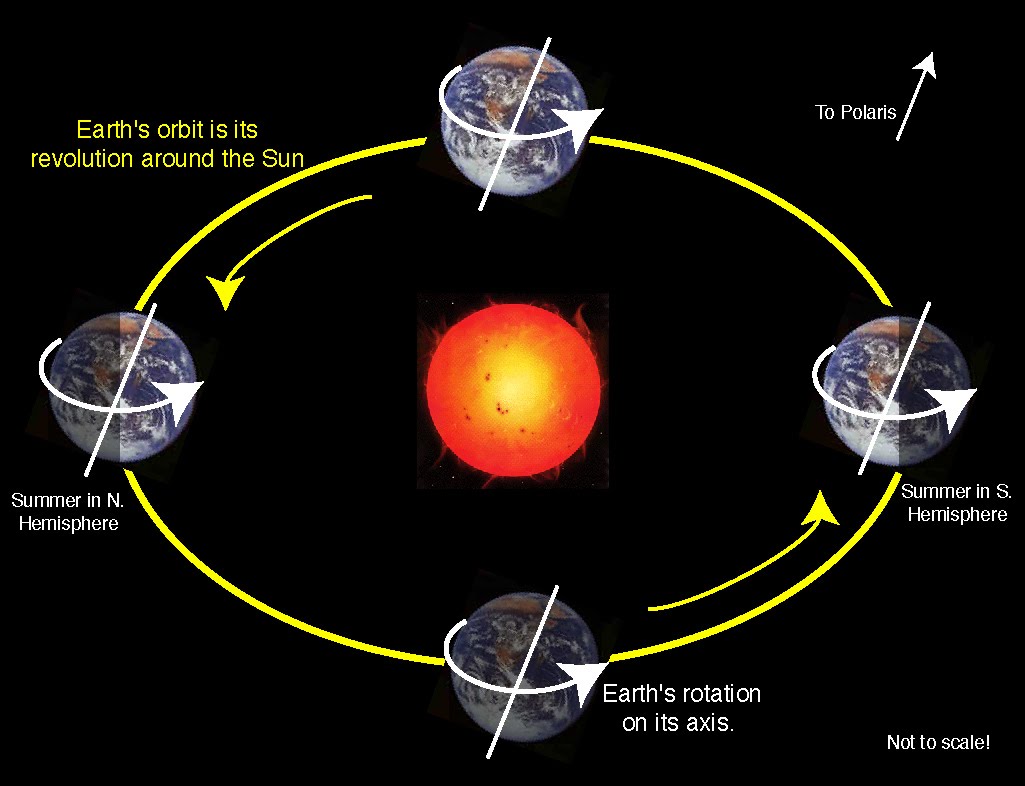 To Polaris
Earth's orbit is its
revolution around the Sun
Summer in N.
Hemisphere
Summer in S.
Hemisphere
Earth's rotation
on its axis.
Not to scale!